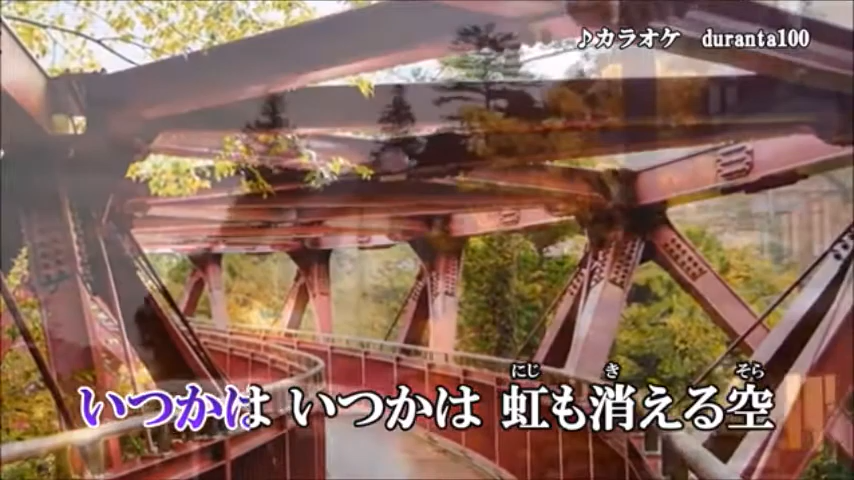 ♪カラオケ duranta100
にじ き そら
いつかは いつかは 虹も消える空